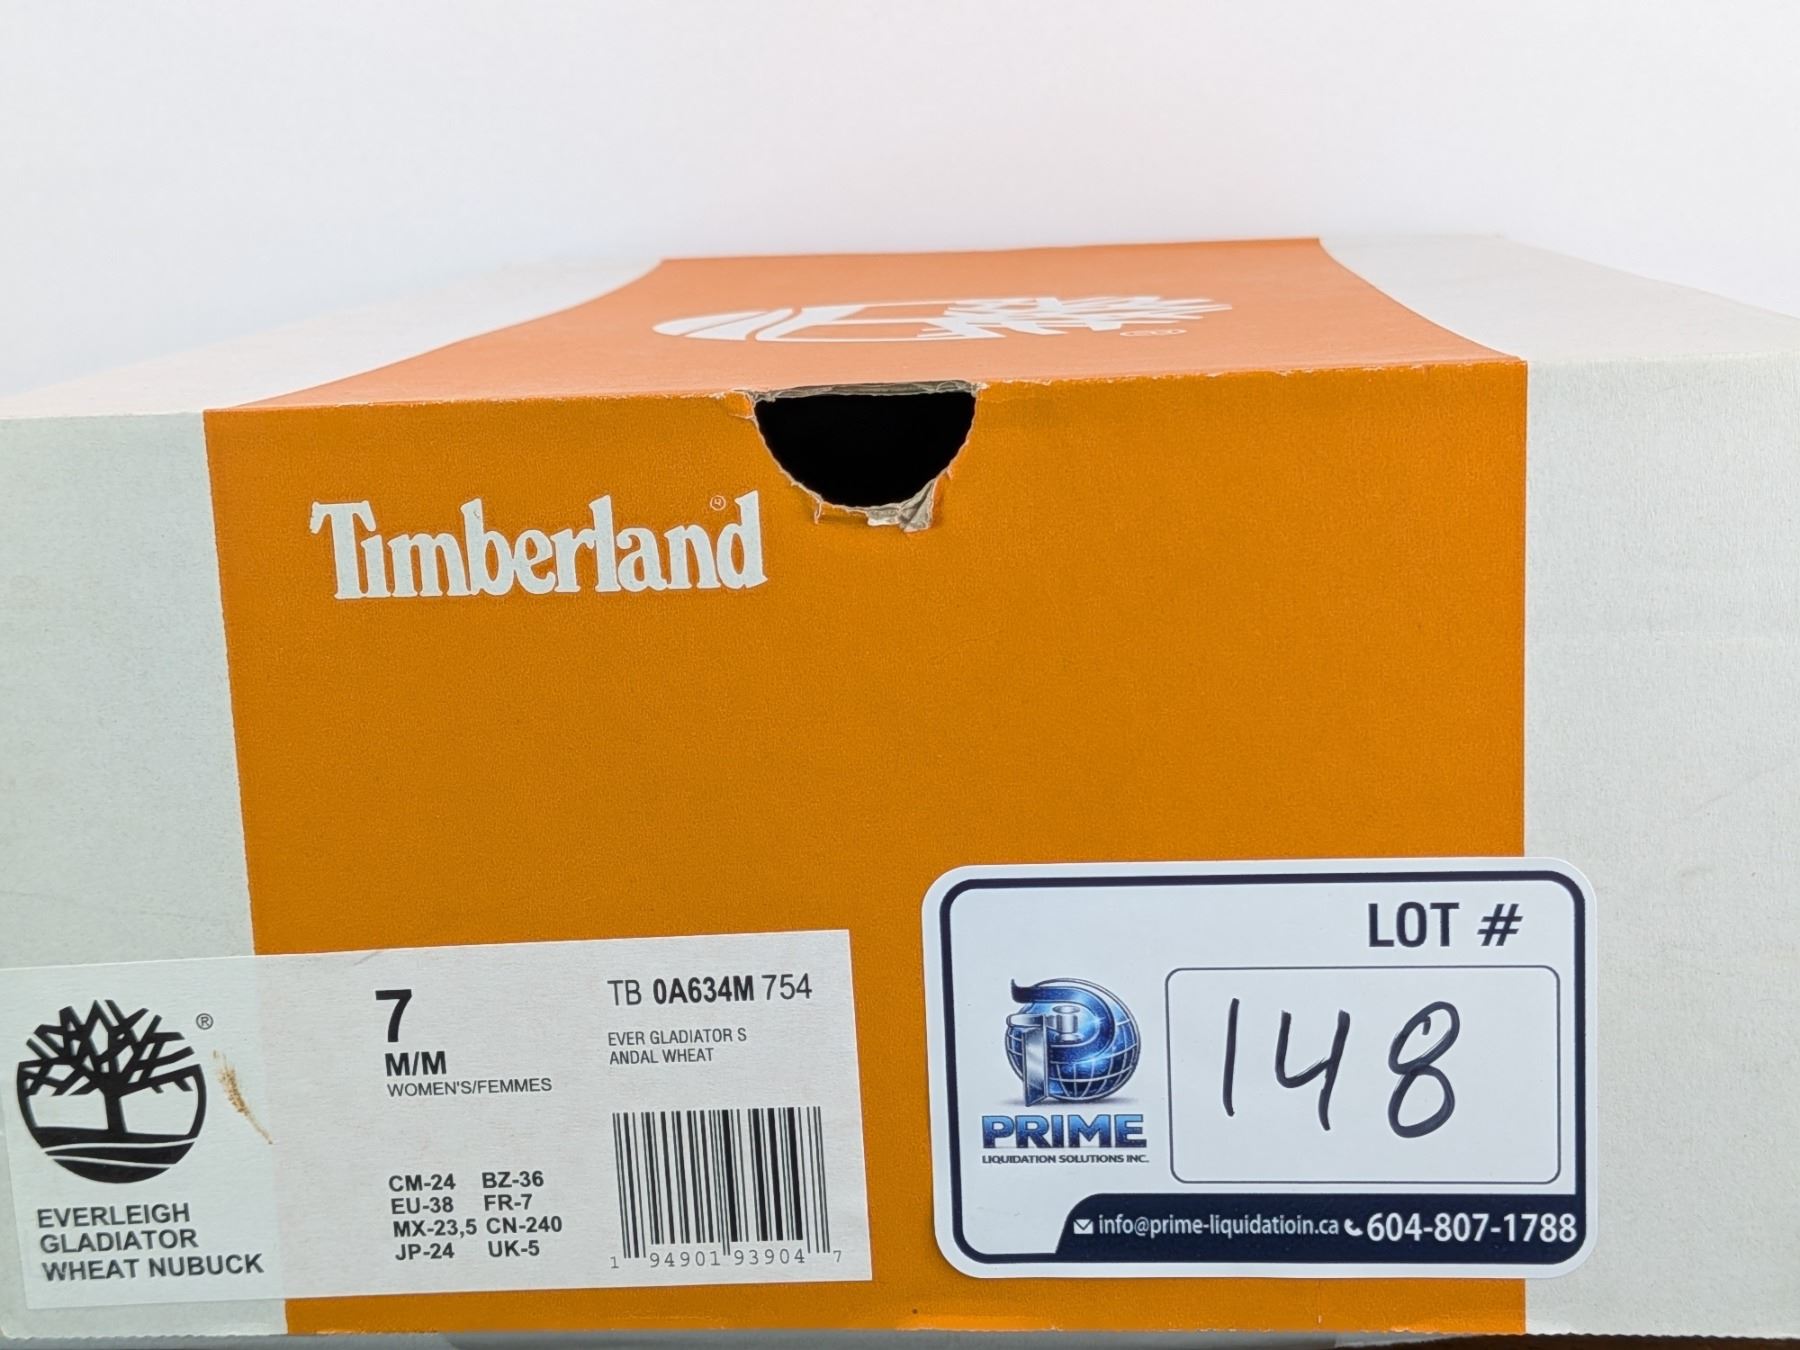 Timberland®
®
EVERLEIGH
GLADIATOR
WHEAT NUBUCK
7
M/M
WOMEN'S/FEMMES
CM-24 BZ-36
EU-38 FR-7
MX-23,5 CN-240
JP-24 UK-5
TB 0A634M 754
EVER GLADIATOR S
ANDAL WHEAT
1 94901 93904 7
LOT #
148
PRIME
LIQUIDATION SOLUTIONS INC.
info@prime-liquidatioin.ca 604-807-1788